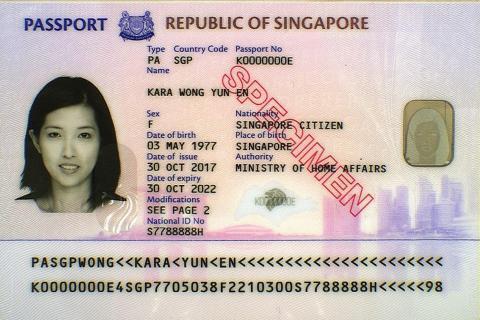 PASSPORT REPUBLIC OF SINGAPORE
Type Country Code Passport No
PA SGP K0000000E
Name
KARA WONG YUN EN
Sex Nationality
F SINGAPORE CITIZEN
Date of birth Place of birth
03 MAY 1977 SINGAPORE
Date of issue Authority
30 OCT 2017 MINISTRY OF HOME AFFAIRS
Date of expiry
30 OCT 2022
Modifications
SEE PAGE 2
K0000000E
National ID No
S7788888H
SPECIMEN
PASGPWONG<<KARA<YUN<EN<<<<<<<<<<<<<<<<<<<<<<
K0000000E4SGP7705038F2210300S7788888H<<<<<98